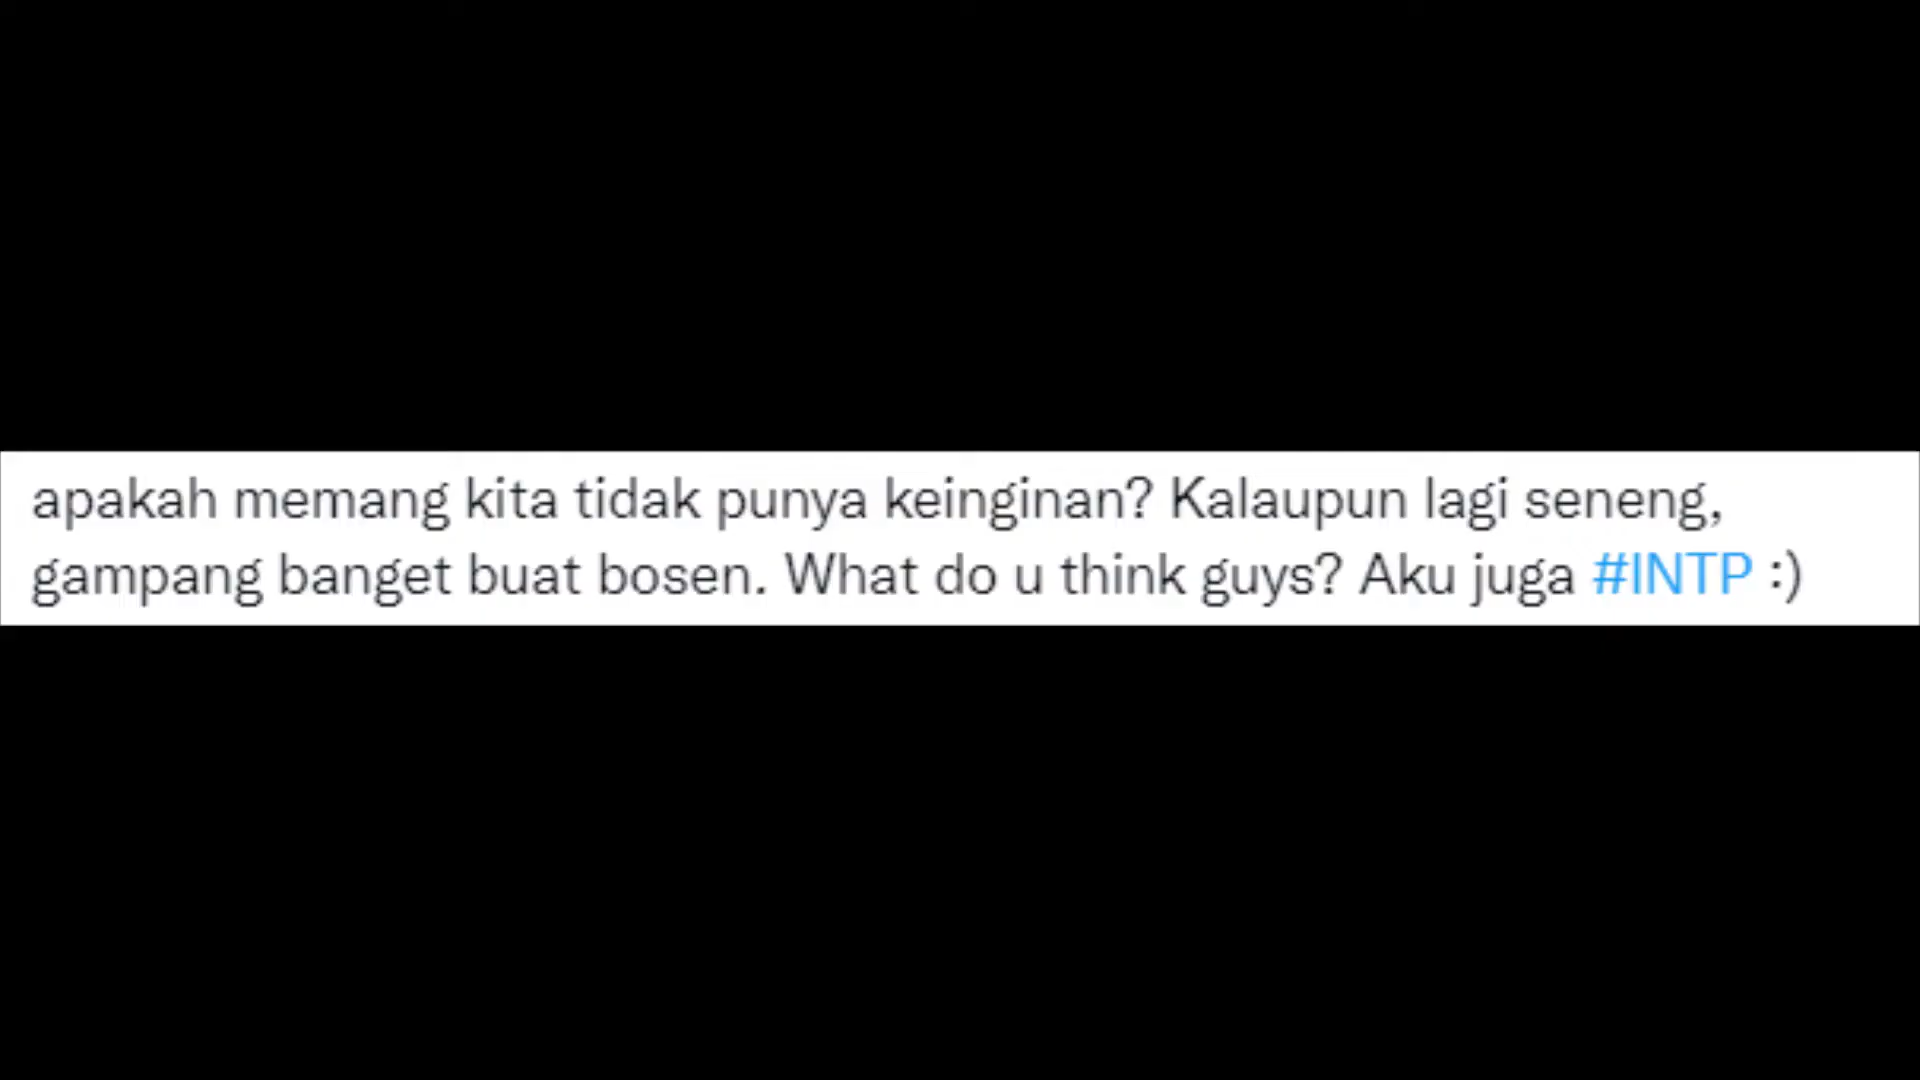 apakah memang kita tidak punya keinginan? Kalaupun lagi seneng,
gampang banget buat bosen. What do u think guys? Aku juga #INTP :)